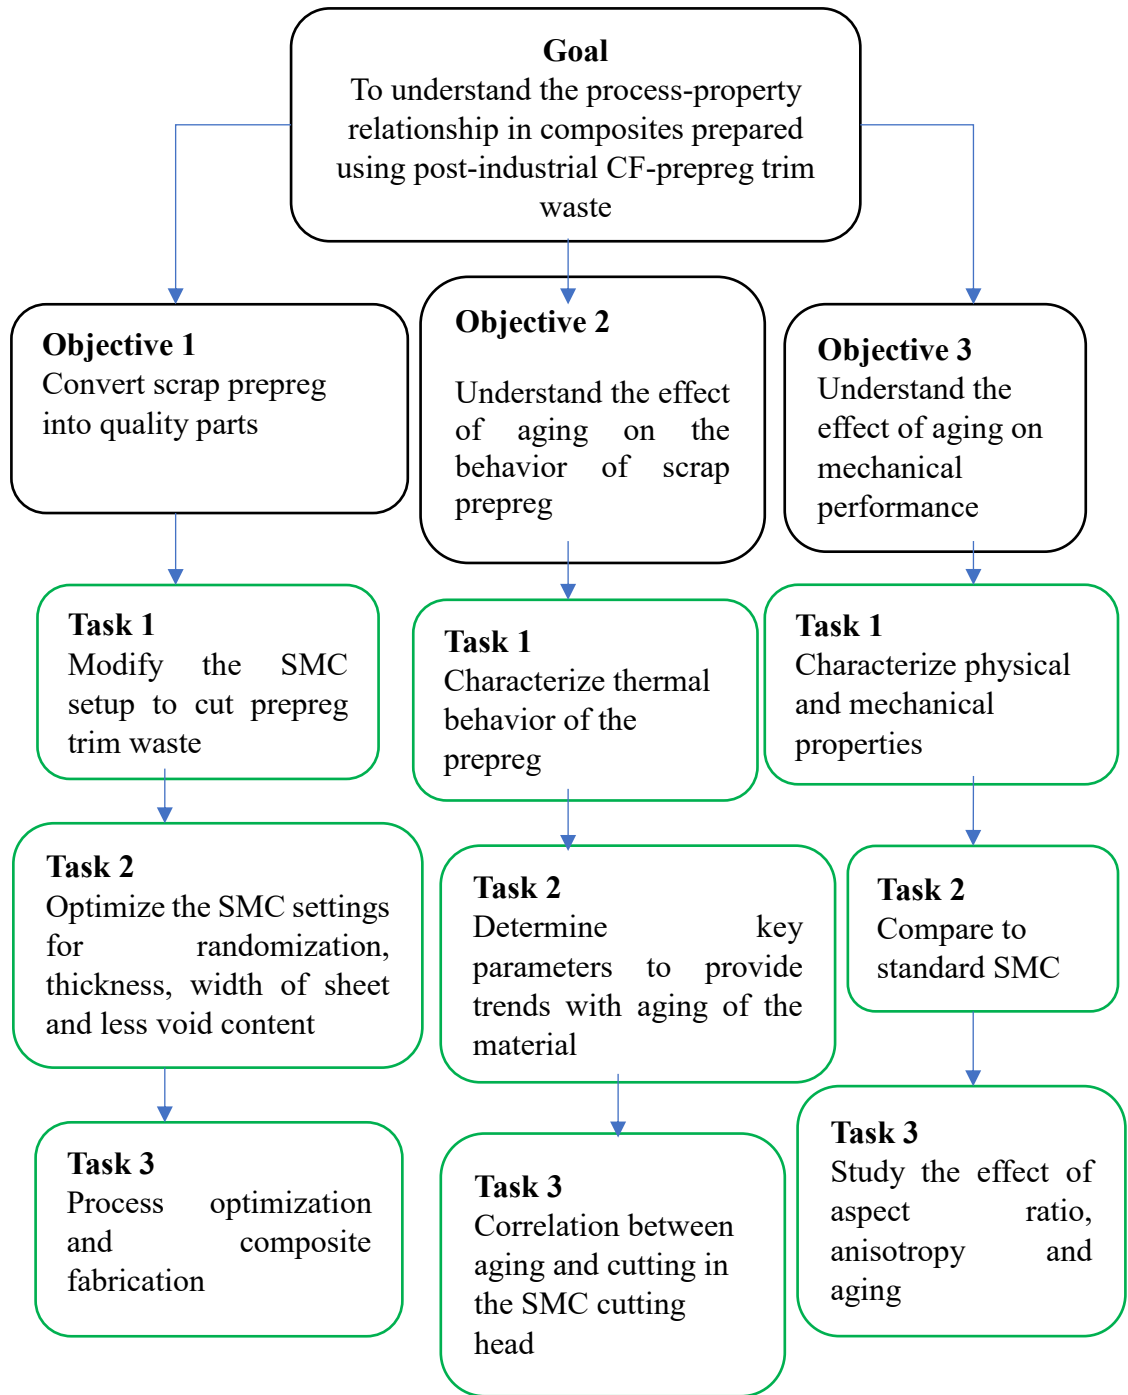 Goal
To understand the process-property
relationship in composites prepared
using post-industrial CF-prepreg trim
waste
Objective 1
Convert scrap prepreg
into quality parts
Objective 2
Understand the effect
of aging on the
behavior of scrap
prepreg
Objective 3
Understand the
effect of aging on
mechanical
performance
Task 1
Modify the SMC
setup to cut prepreg
trim waste
Task 1
Characterize thermal
behavior of the
prepreg
Task 1
Characterize physical
and mechanical
properties
Task 2
Optimize the SMC settings
for randomization,
thickness, width of sheet
and less void content
Task 2
Determine key
parameters to provide
trends with aging of the
material
Task 2
Compare to
standard SMC
Task 3
Process optimization
and composite
fabrication
Task 3
Correlation between
aging and cutting in
the SMC cutting
head
Task 3
Study the effect of
aspect ratio,
anisotropy and
aging